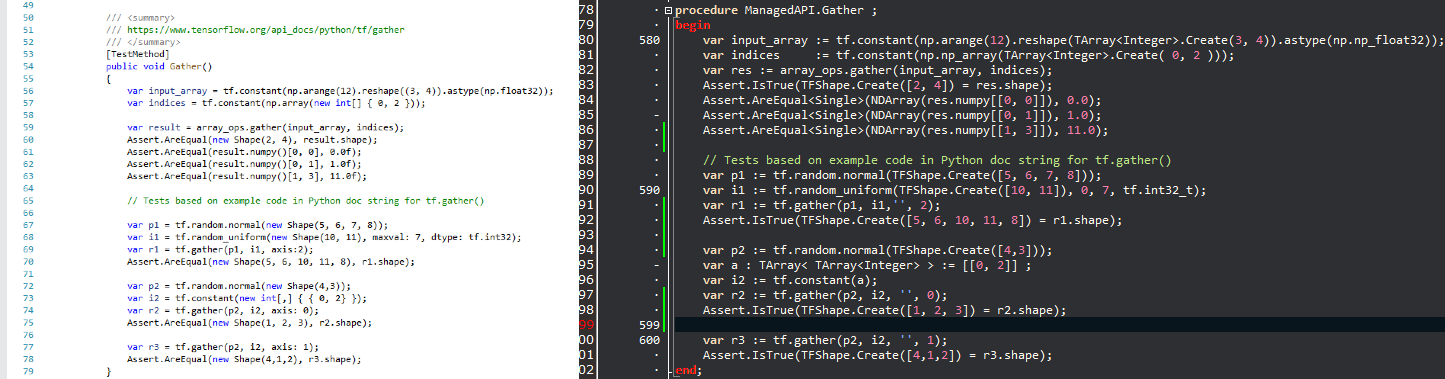 49
50 /// <summary>
51 /// https://www.tensorflow.org/api_docs/python/tf/gather
52 /// </summary>
53 [TestMethod]
54 public void Gather()
55 {
56 var input_array = tf.constant(np.arange(12).reshape((3, 4)).astype(np.float32));
57 var indices = tf.constant(np.array(new int[] { 0, 2 }));
58
59 var result = array_ops.gather(input_array, indices);
60 Assert.AreEqual(new Shape(2, 4), result.shape);
61 Assert.AreEqual(result.numpy()[0, 0], 0.0f);
62 Assert.AreEqual(result.numpy()[0, 1], 1.0f);
63 Assert.AreEqual(result.numpy()[1, 3], 11.0f);
64
65 // Tests based on example code in Python doc string for tf.gather()
66
67 var p1 = tf.random.normal(new Shape(5, 6, 7, 8));
68 var i1 = tf.random_uniform(new Shape(10, 11), maxval: 7, dtype: tf.int32);
69 var r1 = tf.gather(p1, i1, axis:2);
70 Assert.AreEqual(new Shape(5, 6, 10, 11, 8), r1.shape);
71
72 var p2 = tf.random.normal(new Shape(4,3));
73 var i2 = tf.constant(new int[,] { { 0, 2} });
74 var r2 = tf.gather(p2, i2, axis: 0);
75 Assert.AreEqual(new Shape(1, 2, 3), r2.shape);
76
77 var r3 = tf.gather(p2, i2, axis: 1);
78 Assert.AreEqual(new Shape(4,1,2), r3.shape);
79 }
78 procedure ManagedAPI.Gather ;
79 begin
80 580 var input_array := tf.constant(np.arange(12).reshape(TArray<Integer>.Create(3, 4)).astype(np.np_float32));
81 var indices := tf.constant(np.np_array(TArray<Integer>.Create( 0, 2 )));
82 var res := array_ops.gather(input_array, indices);
83 Assert.IsTrue(TFShape.Create([2, 4]) = res.shape);
84 Assert.AreEqual<Single>(NDArray(res.numpy[[0, 0]]), 0.0);
85 Assert.AreEqual<Single>(NDArray(res.numpy[[0, 1]]), 1.0);
86 Assert.AreEqual<Single>(NDArray(res.numpy[[1, 3]]), 11.0);
87
88 // Tests based on example code in Python doc string for tf.gather()
89 var p1 := tf.random.normal(TFShape.Create([5, 6, 7, 8]));
90 590 var i1 := tf.random_uniform(TFShape.Create([10, 11]), 0, 7, tf.int32_t);
91 var r1 := tf.gather(p1, i1,'', 2);
92 Assert.IsTrue(TFShape.Create([5, 6, 10, 11, 8]) = r1.shape);
93
94 var p2 := tf.random.normal(TFShape.Create([4,3]));
95 var a : TArray< TArray<Integer> > := [[0, 2]] ;
96 var i2 := tf.constant(a);
97 var r2 := tf.gather(p2, i2, '', 0);
98 Assert.IsTrue(TFShape.Create([1, 2, 3]) = r2.shape);
99 599
00 600 var r3 := tf.gather(p2, i2, '', 1);
01 Assert.IsTrue(TFShape.Create([4,1,2]) = r3.shape);
02 end;